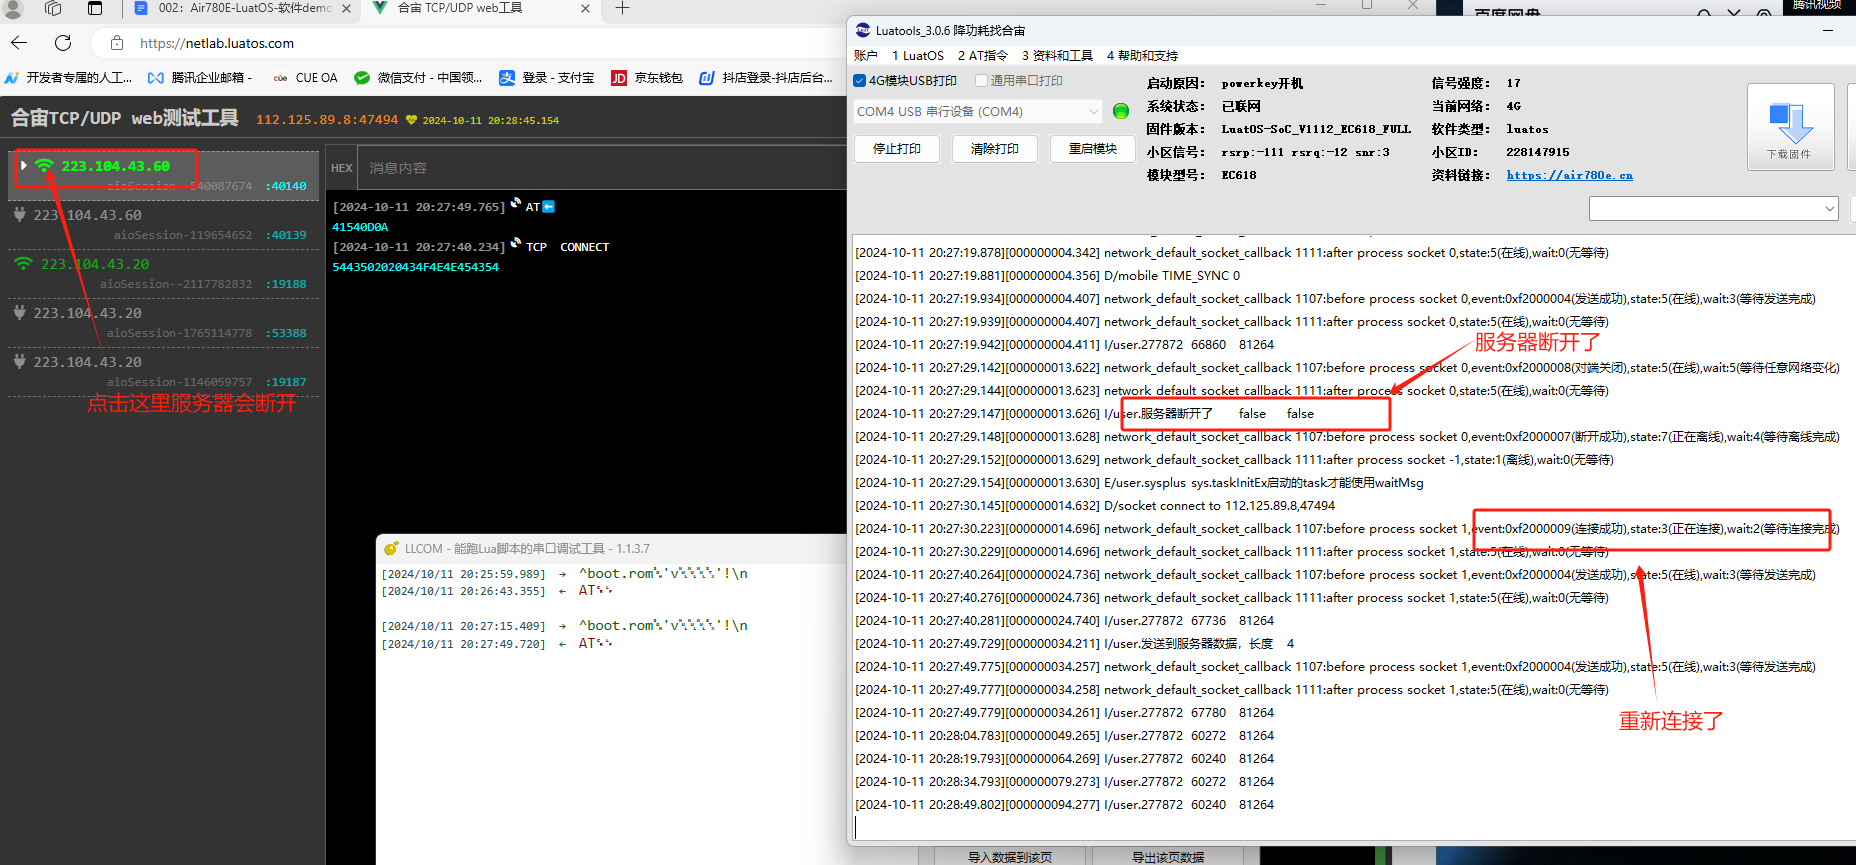 002：Air780E-LuatOS-软件demo
合宙 TCP/UDP web工具
https://netlab.luatos.com
开发者专属的人工...
腾讯企业邮箱 -
CUE OA
微信支付 - 中国领...
登录 - 支付宝
京东钱包
抖店登录-抖店后台...
合宙TCP/UDP web测试工具
112.125.89.8:47494
2024-10-11 20:28:45.154
223.104.43.60
:40140
223.104.43.60
aioSession-119654652 :40139
223.104.43.20
aioSession--2117782832 :19188
223.104.43.20
aioSession-1765114778 :53388
223.104.43.20
aioSession-1146059757 :19187
点击这里服务器会断开
HEX
消息内容
[2024-10-11 20:27:49.765] AT
41540D0A
[2024-10-11 20:27:40.234] TCP CONNECT
5443502020434F4E4E454354
LLCOM - 能跑Lua脚本的串口调试工具 - 1.1.3.7
[2024/10/11 20:25:59.989] → ^boot.rom
[2024/10/11 20:26:43.355] ← AT
[2024/10/11 20:27:15.409] → ^boot.rom
[2024/10/11 20:27:49.720] ← AT
腾讯视频
Luatools_3.0.6 降功耗找合宙
账户 1 LuatOS 2 AT指令 3 资料和工具 4 帮助和支持
4G模块USB打印
通用串口打印
COM4 USB 串行设备 (COM4)
停止打印
清除打印
重启模块
启动原因： powerkey开机
信号强度： 17
系统状态： 已联网
当前网络： 4G
固件版本： LuatOS-SoC_V1112_EC618_FULL
软件类型： luatos
小区信号： rsrp:-111 rsrq:-12 snr:3
小区ID： 228147915
模块型号： EC618
资料链接： https://air780e.cn
下载固件
[2024-10-11 20:27:19.878][000000004.342] network_default_socket_callback 1111:after process socket 0,state:5(在线),wait:0(无等待)
[2024-10-11 20:27:19.881][000000004.356] D/mobile TIME_SYNC 0
[2024-10-11 20:27:19.934][000000004.407] network_default_socket_callback 1107:before process socket 0,event:0xf2000004(发送成功),state:5(在线),wait:3(等待发送完成)
[2024-10-11 20:27:19.939][000000004.407] network_default_socket_callback 1111:after process socket 0,state:5(在线),wait:0(无等待)
[2024-10-11 20:27:19.942][000000004.411] I/user.277872 66860 81264
服务器断开了
[2024-10-11 20:27:29.142][000000013.622] network_default_socket_callback 1107:before process socket 0,event:0xf2000008(对端关闭),state:5(在线),wait:5(等待任意网络变化)
[2024-10-11 20:27:29.144][000000013.623] network_default_socket_callback 1111:after process socket 0,state:5(在线),wait:0(无等待)
[2024-10-11 20:27:29.147][000000013.626] I/user.服务器断开了 false false
[2024-10-11 20:27:29.148][000000013.628] network_default_socket_callback 1107:before process socket 0,event:0xf2000007(断开成功),state:7(正在离线),wait:4(等待离线完成)
[2024-10-11 20:27:29.152][000000013.629] network_default_socket_callback 1111:after process socket -1,state:1(离线),wait:0(无等待)
[2024-10-11 20:27:29.154][000000013.630] E/user.sysplus sys.taskInitEx启动的task才能使用waitMsg
[2024-10-11 20:27:30.145][000000014.632] D/socket connect to 112.125.89.8,47494
[2024-10-11 20:27:30.223][000000014.696] network_default_socket_callback 1107:before process socket 1,event:0xf2000009(连接成功),state:3(正在连接),wait:2(等待连接完成)
[2024-10-11 20:27:30.229][000000014.696] network_default_socket_callback 1111:after process socket 1,state:5(在线),wait:0(无等待)
[2024-10-11 20:27:40.264][000000024.736] network_default_socket_callback 1107:before process socket 1,event:0xf2000004(发送成功),state:5(在线),wait:3(等待发送完成)
[2024-10-11 20:27:40.276][000000024.736] network_default_socket_callback 1111:after process socket 1,state:5(在线),wait:0(无等待)
[2024-10-11 20:27:40.281][000000024.740] I/user.277872 67736 81264
[2024-10-11 20:27:49.729][000000034.211] I/user.发送到服务器数据，长度 4
[2024-10-11 20:27:49.775][000000034.257] network_default_socket_callback 1107:before process socket 1,event:0xf2000004(发送成功),state:5(在线),wait:3(等待发送完成)
[2024-10-11 20:27:49.777][000000034.258] network_default_socket_callback 1111:after process socket 1,state:5(在线),wait:0(无等待)
[2024-10-11 20:27:49.779][000000034.261] I/user.277872 67780 81264
重新连接了
[2024-10-11 20:28:04.783][000000049.265] I/user.277872 60272 81264
[2024-10-11 20:28:19.793][000000064.269] I/user.277872 60240 81264
[2024-10-11 20:28:34.793][000000079.273] I/user.277872 60272 81264
[2024-10-11 20:28:49.802][000000094.277] I/user.277872 60240 81264
导入数据到该页
导出该页数据